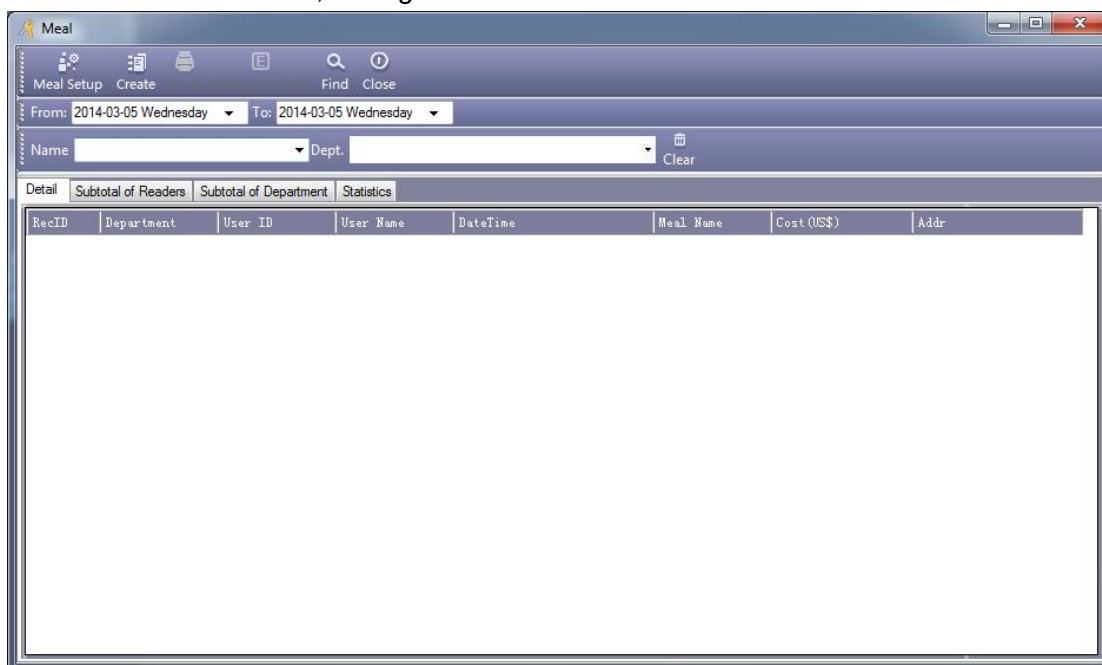 Meal
Meal Setup Create Find Close
From: 2014-03-05 Wednesday To: 2014-03-05 Wednesday
Name Dept. Clear
Detail Subtotal of Readers Subtotal of Department Statistics
RecID Department User ID User Name DateTime Meal Name Cost(US$) Addr